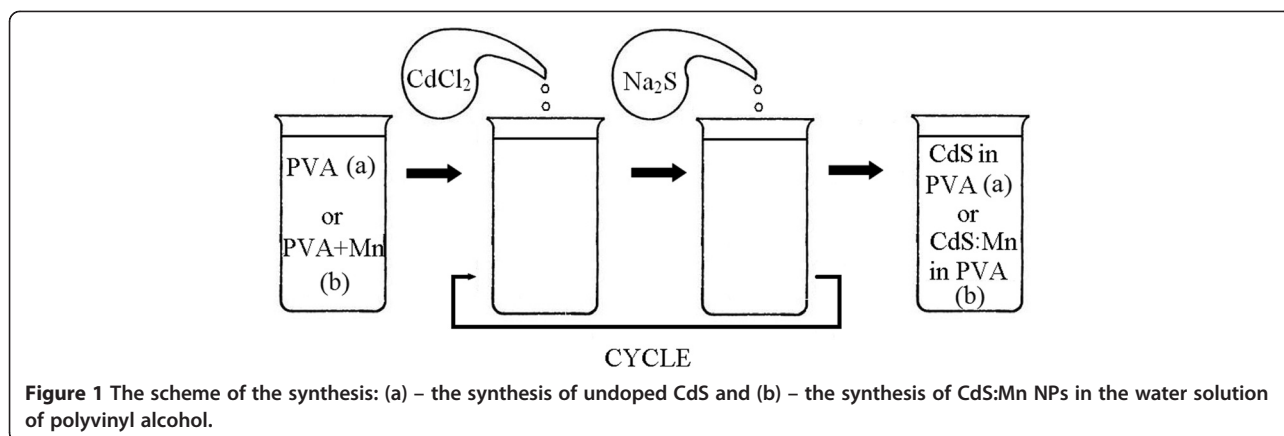 CdCl₂
Na₂S
PVA (a)
or
PVA+Mn
(b)
CdS in
PVA (a)
or
CdS:Mn
in PVA
(b)
CYCLE
Figure 1 The scheme of the synthesis: (a) – the synthesis of undoped CdS and (b) – the synthesis of CdS:Mn NPs in the water solution
of polyvinyl alcohol.